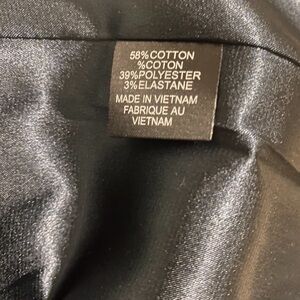 58%COTTON
%COTON
39%POLYESTER
3%ELASTANE
MADE IN VIETNAM
FABRIQUE AU
VIETNAM